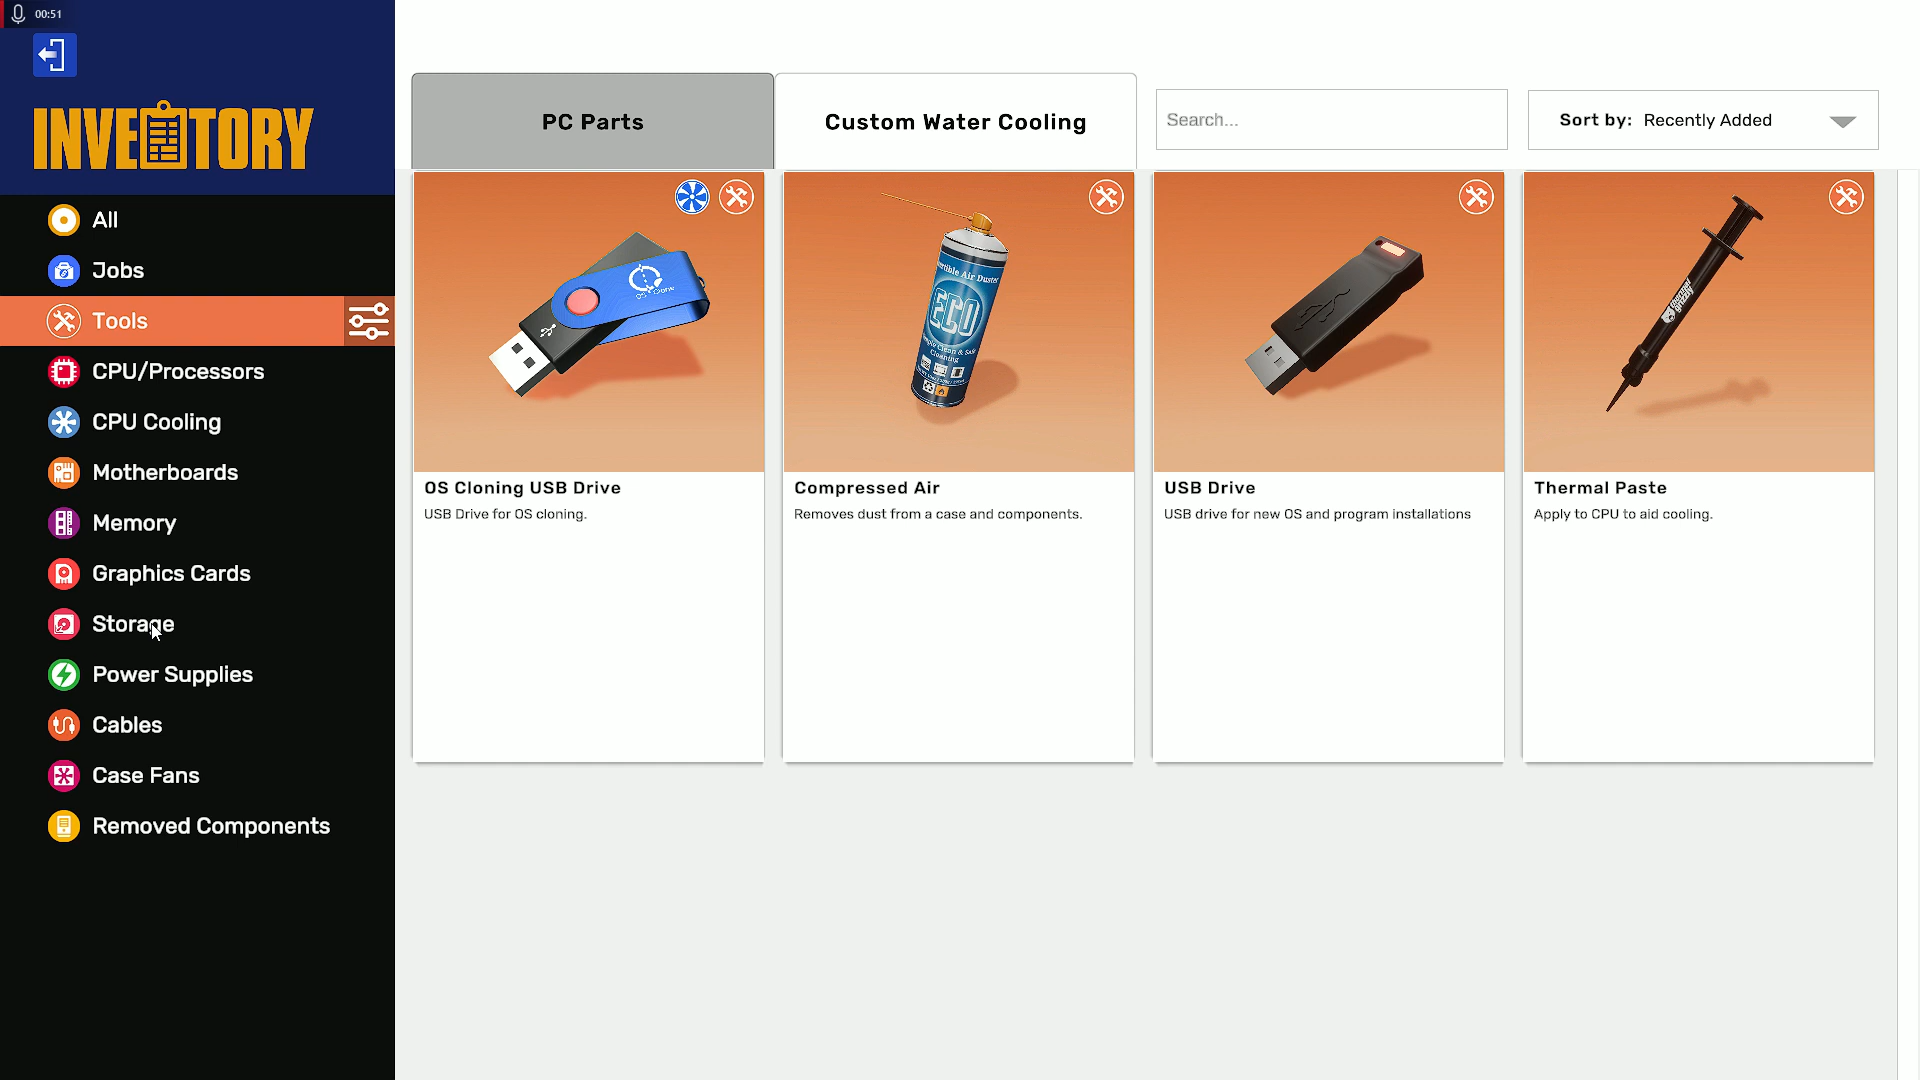 00:51
INVENTORY
PC Parts
Custom Water Cooling
Search...
Sort by: Recently Added
All
Jobs
Tools
CPU/Processors
CPU Cooling
Motherboards
Memory
Graphics Cards
Storage
Power Supplies
Cables
Case Fans
Removed Components
ECO
thermal
grizzly
OS Cloning USB Drive
USB Drive for OS cloning.
Compressed Air
Removes dust from a case and components.
USB Drive
USB drive for new OS and program installations
Thermal Paste
Apply to CPU to aid cooling.